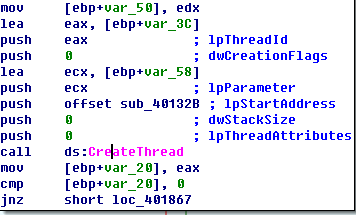 mov [ebp+var_50], edx
lea eax, [ebp+var_3C]
push eax ; lpThreadId
push 0 ; dwCreationFlags
lea ecx, [ebp+var_58]
push ecx ; lpParameter
push offset sub_40132B ; lpStartAddress
push 0 ; dwStackSize
push 0 ; lpThreadAttributes
call ds:CreateThread
mov [ebp+var_20], eax
cmp [ebp+var_20], 0
jnz short loc_401867